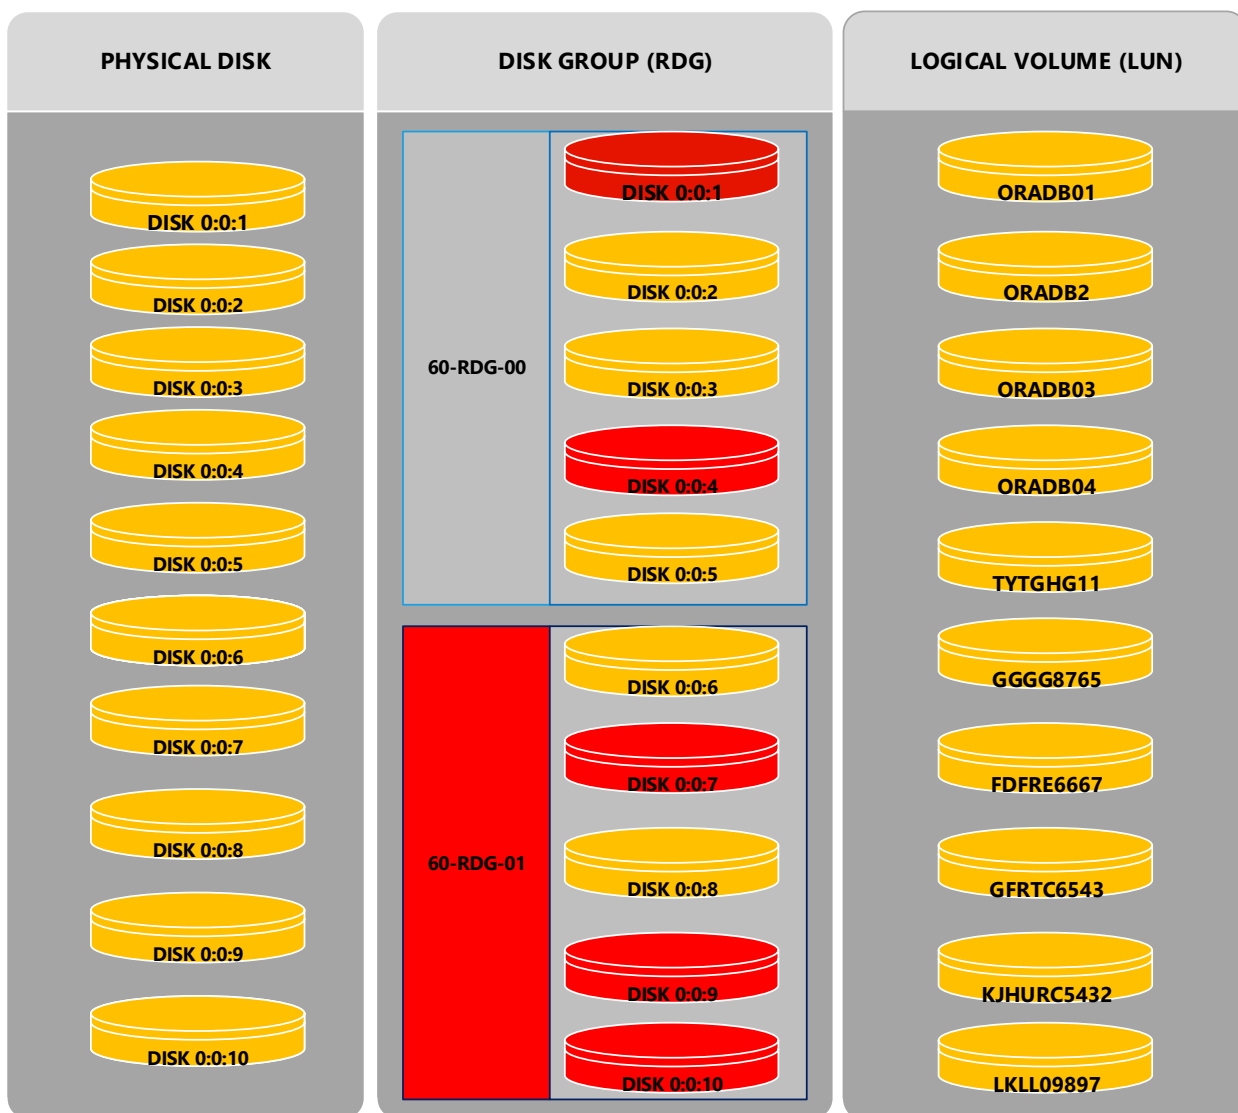 PHYSICAL DISK
DISK 0:0:1
DISK 0:0:2
DISK 0:0:3
DISK 0:0:4
DISK 0:0:5
DISK 0:0:6
DISK 0:0:7
DISK 0:0:8
DISK 0:0:9
DISK 0:0:10
DISK GROUP (RDG)
60-RDG-00
DISK 0:0:1
DISK 0:0:2
DISK 0:0:3
DISK 0:0:4
DISK 0:0:5
60-RDG-01
DISK 0:0:6
DISK 0:0:7
DISK 0:0:8
DISK 0:0:9
DISK 0:0:10
LOGICAL VOLUME (LUN)
ORADB01
ORADB2
ORADB03
ORADB04
TYTGHG11
GGGG8765
FDFRE6667
GFRTC6543
KJHURC5432
LKLL09897